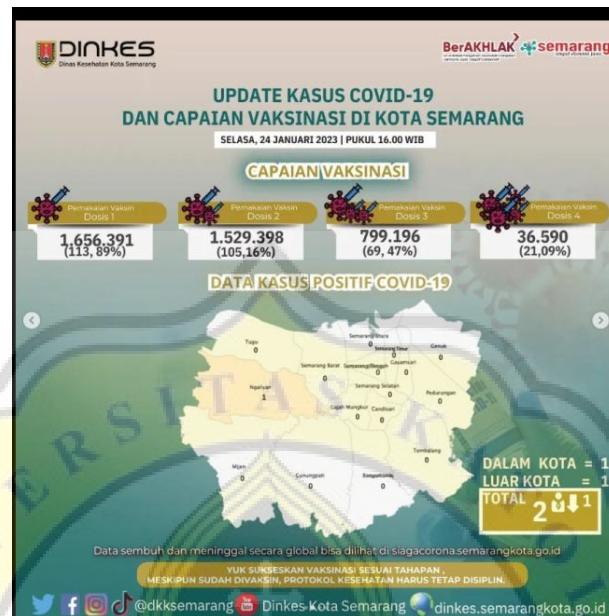 DINKES
Dinas Kesehatan Kota Semarang
BerAKHLAK semarang
UPDATE KASUS COVID-19
DAN CAPAIAN VAKSINASI DI KOTA SEMARANG
SELASA, 24 JANUARI 2023 | PUKUL 16.00 WIB
CAPAIAN VAKSINASI
Pemakaian Vaksin
Dosis 1
1.656.391
(113, 89%)
Pemakaian Vaksin
Dosis 2
1.529.398
(105,16%)
Pemakaian Vaksin
Dosis 3
799.196
(69, 47%)
Pemakaian Vaksin
Dosis 4
36.590
(21,09%)
DATA KASUS POSITIF COVID-19
Semarang Utara
0
Tugu
0
Semarang Timur
0
Genuk
0
Gayamsari
0
Semarang Barat
0
Semarang Tengah
0
Ngaliyan
1
Semarang Selatan
0
Pedurungan
0
Gajah Mungkur
0
Candisari
0
Tembalang
0
Mijen
0
Gunungpati
0
Banyumanik
0
DALAM KOTA = 1
LUAR KOTA = 1
TOTAL
2 1
Data sembuh dan meninggal secara global bisa dilihat di siagacorona.semarangkota.go.id
YUK SUKSESKAN VAKSINASI SESUAI TAHAPAN ,
MESKIPUN SUDAH DIVAKSIN, PROTOKOL KESEHATAN HARUS TETAP DISIPLIN.
@dkksemarang Dinkes Kota Semarang dinkes.semarangkota.go.id